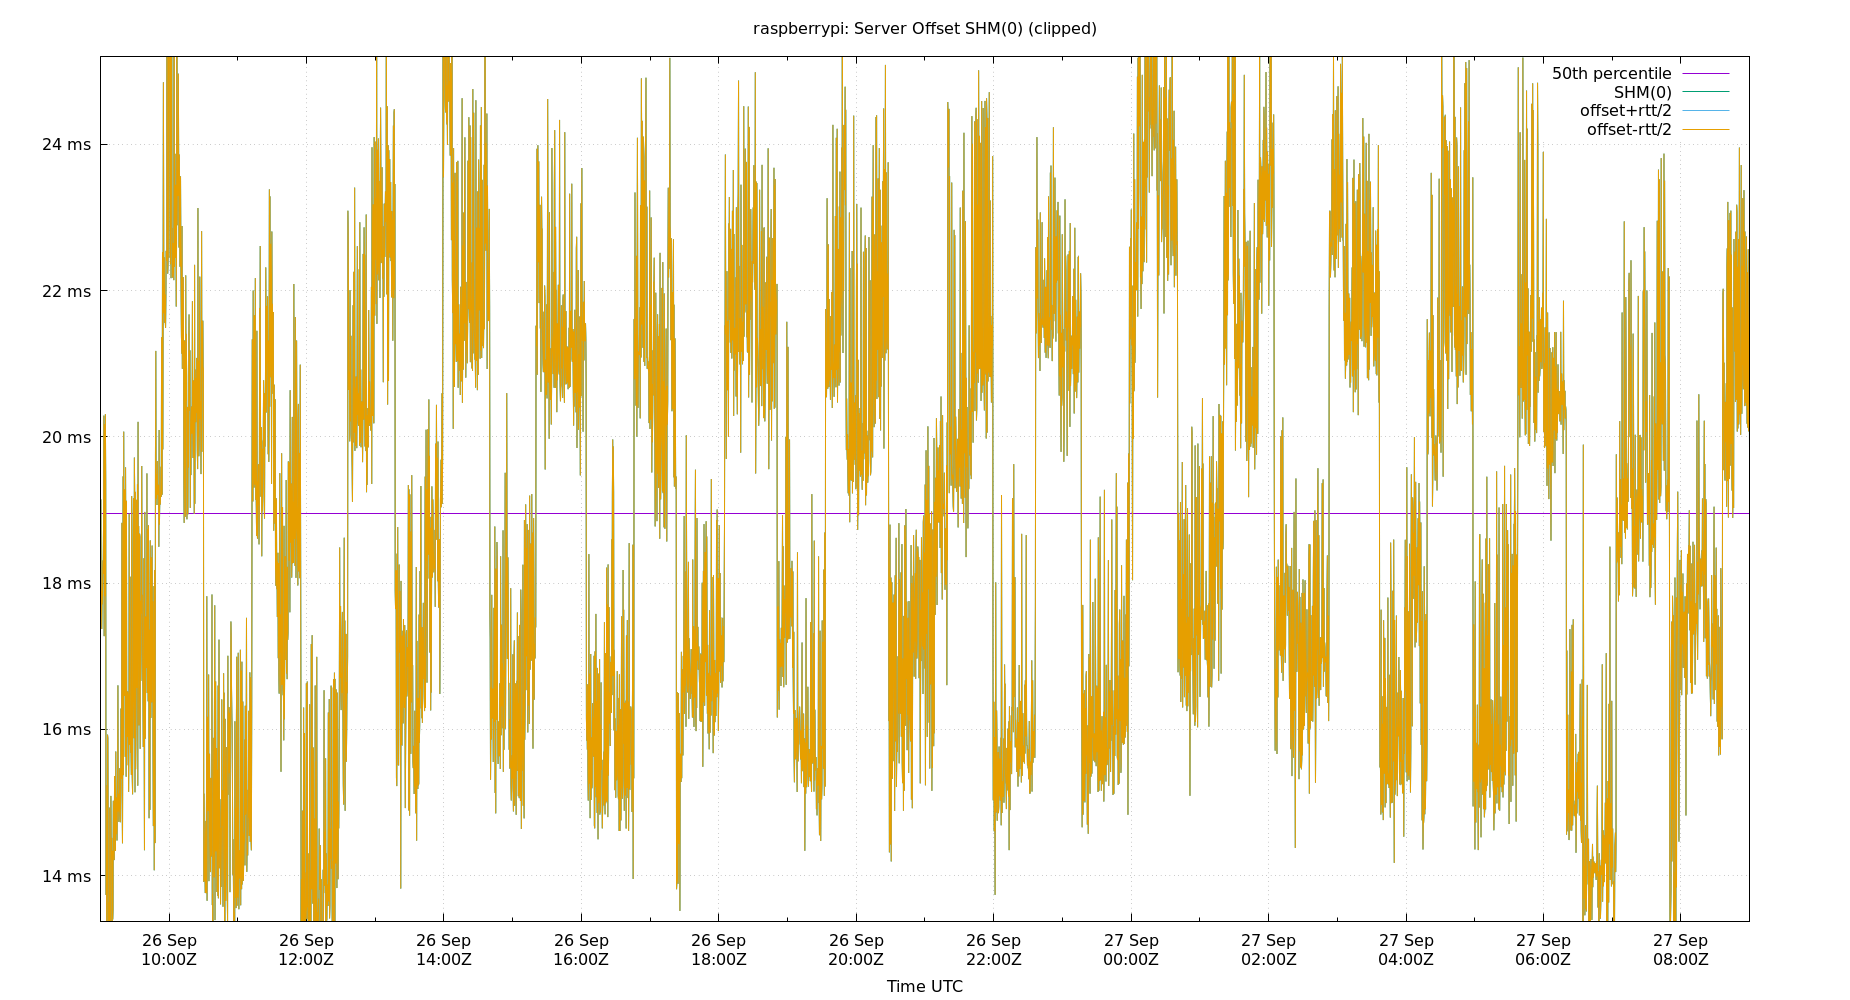 raspberrypi: Server Offset SHM(0) (clipped)
50th percentile
SHM(0)
offset+rtt/2
offset-rtt/2
24 ms
22 ms
20 ms
18 ms
16 ms
14 ms
26 Sep 26 Sep 26 Sep 26 Sep 26 Sep 26 Sep 26 Sep 27 Sep 27 Sep 27 Sep 27 Sep 27 Sep
10:00Z 12:00Z 14:00Z 16:00Z 18:00Z 20:00Z 22:00Z 00:00Z 02:00Z 04:00Z 06:00Z 08:00Z
Time UTC